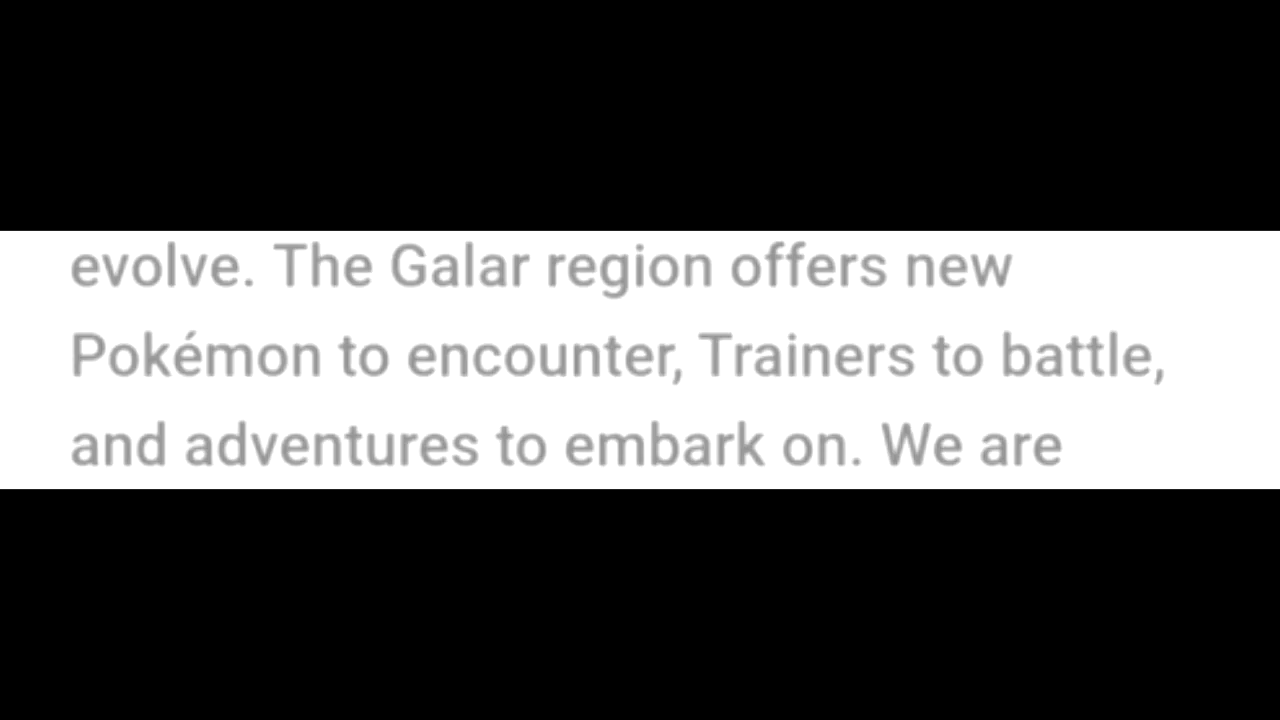 evolve. The Galar region offers new
Pokémon to encounter, Trainers to battle,
and adventures to embark on. We are